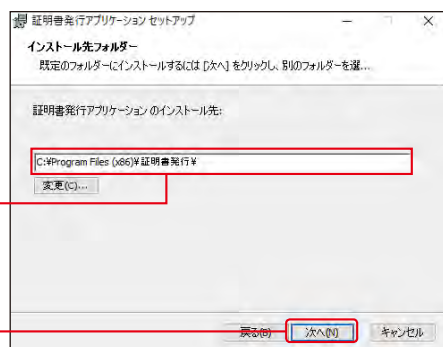 証明書発行アプリケーション セットアップ
インストール先フォルダー
既定のフォルダーにインストールするには [次へ] をクリックし、別のフォルダーを選...
証明書発行アプリケーション のインストール先:
C:¥Program Files (x86)¥証明書発行¥
変更(C)...
戻る(B) 次へ(N) キャンセル